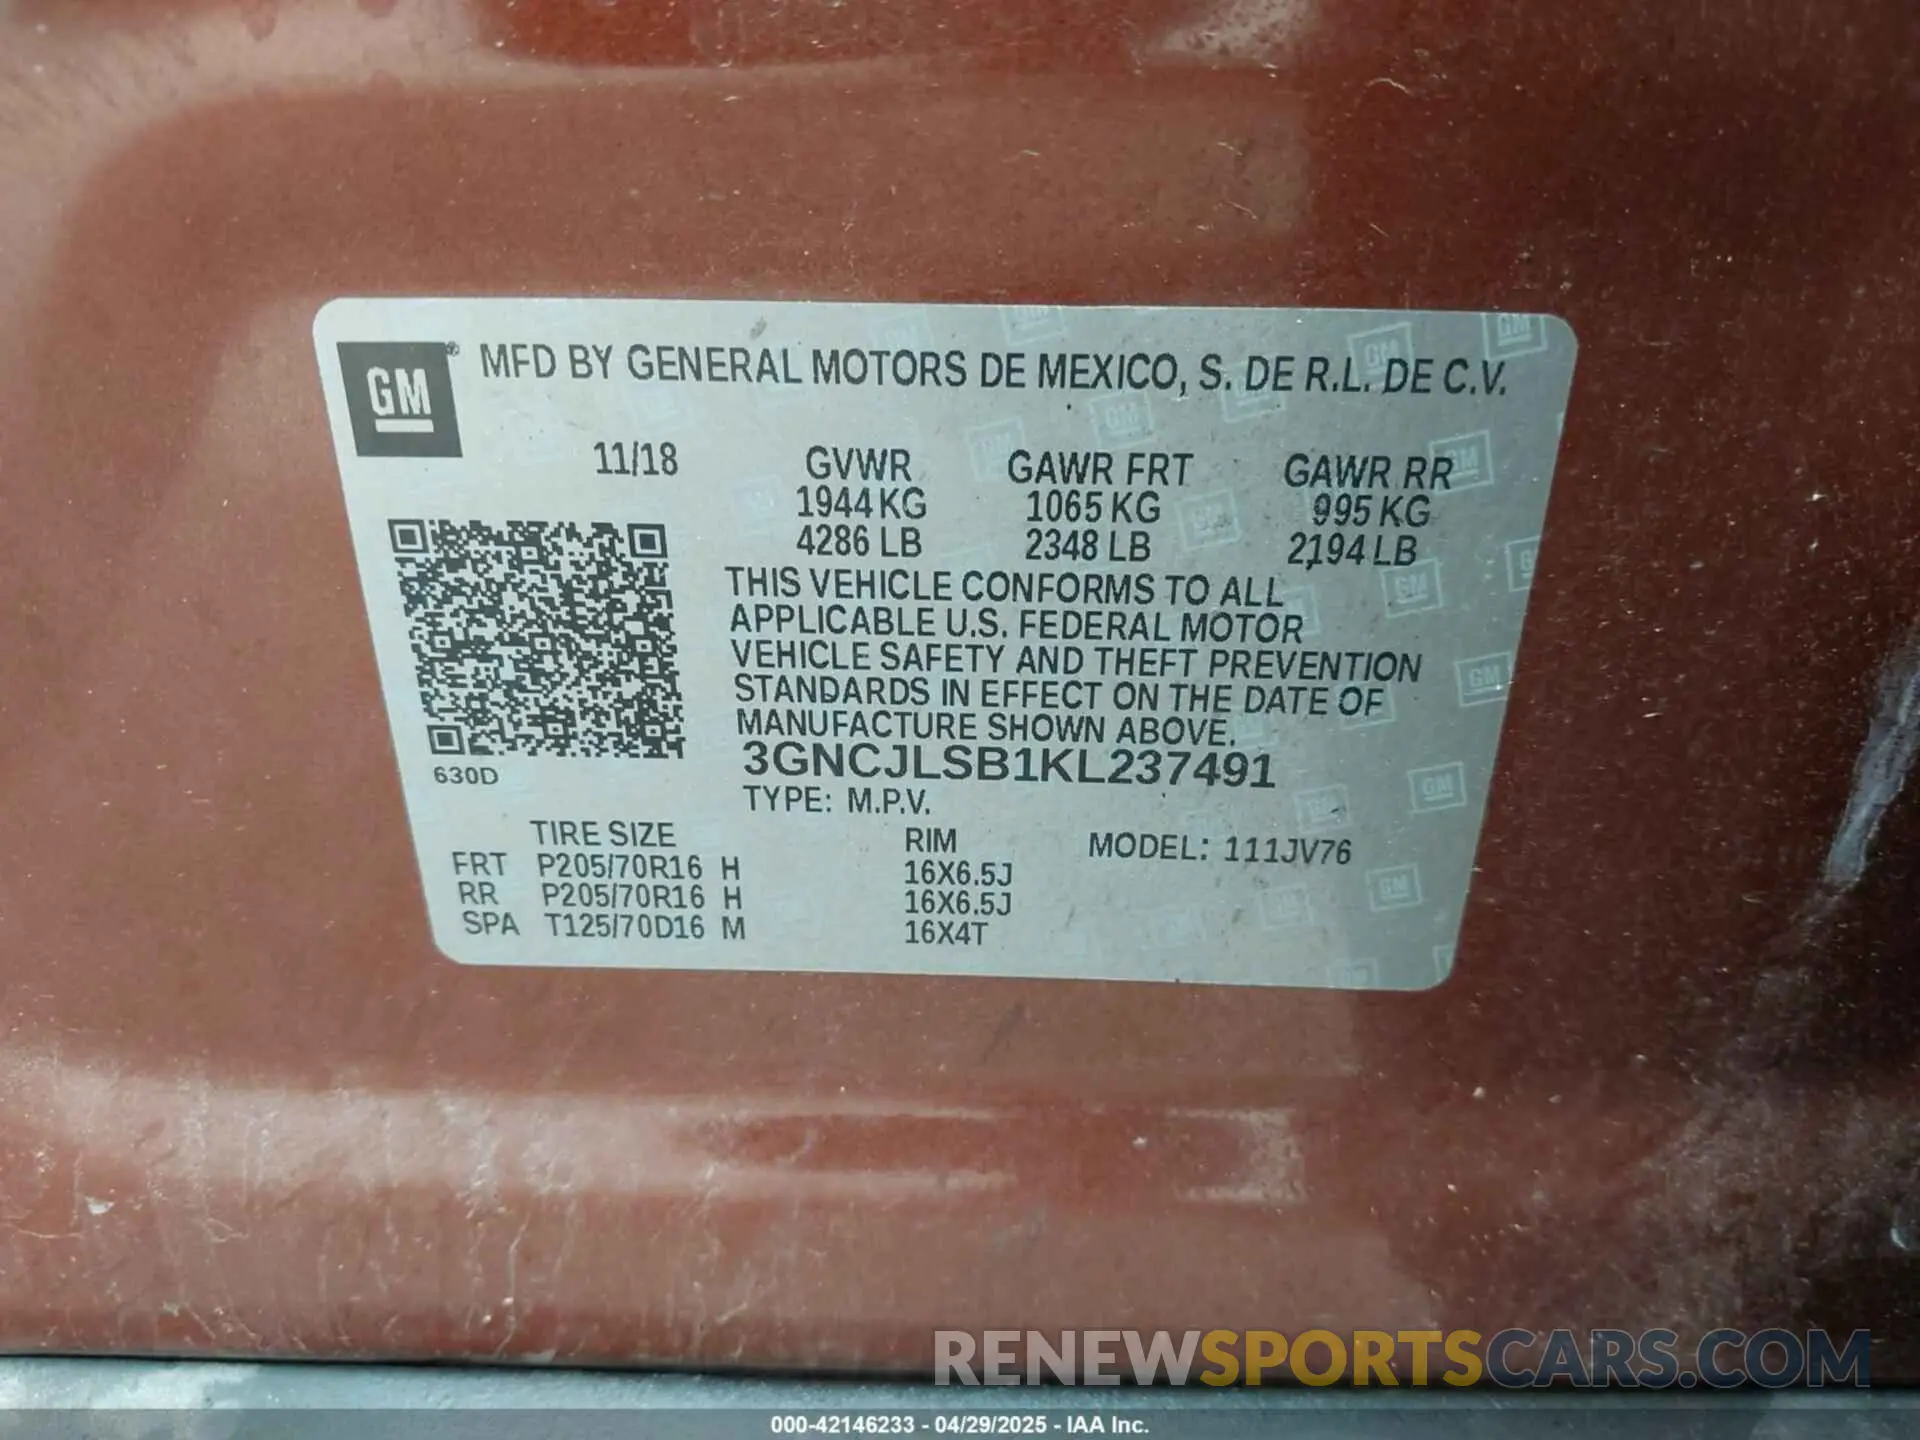 GM® MFD BY GENERAL MOTORS DE MEXICO, S. DE R.L. DE C.V.
11/18 GVWR GAWR FRT GAWR RR
1944 KG 1065 KG 995 KG
4286 LB 2348 LB 2194 LB
THIS VEHICLE CONFORMS TO ALL
APPLICABLE U.S. FEDERAL MOTOR
VEHICLE SAFETY AND THEFT PREVENTION
STANDARDS IN EFFECT ON THE DATE OF
MANUFACTURE SHOWN ABOVE.
3GNCJLSB1KL237491
630D
TYPE: M.P.V.
TIRE SIZE RIM MODEL: 111JV76
FRT P205/70R16 H 16X6.5J
RR P205/70R16 H 16X6.5J
SPA T125/70D16 M 16X4T
RENEWSPORTSCARS.COM
000-42146233 - 04/29/2025 - IAA Inc.